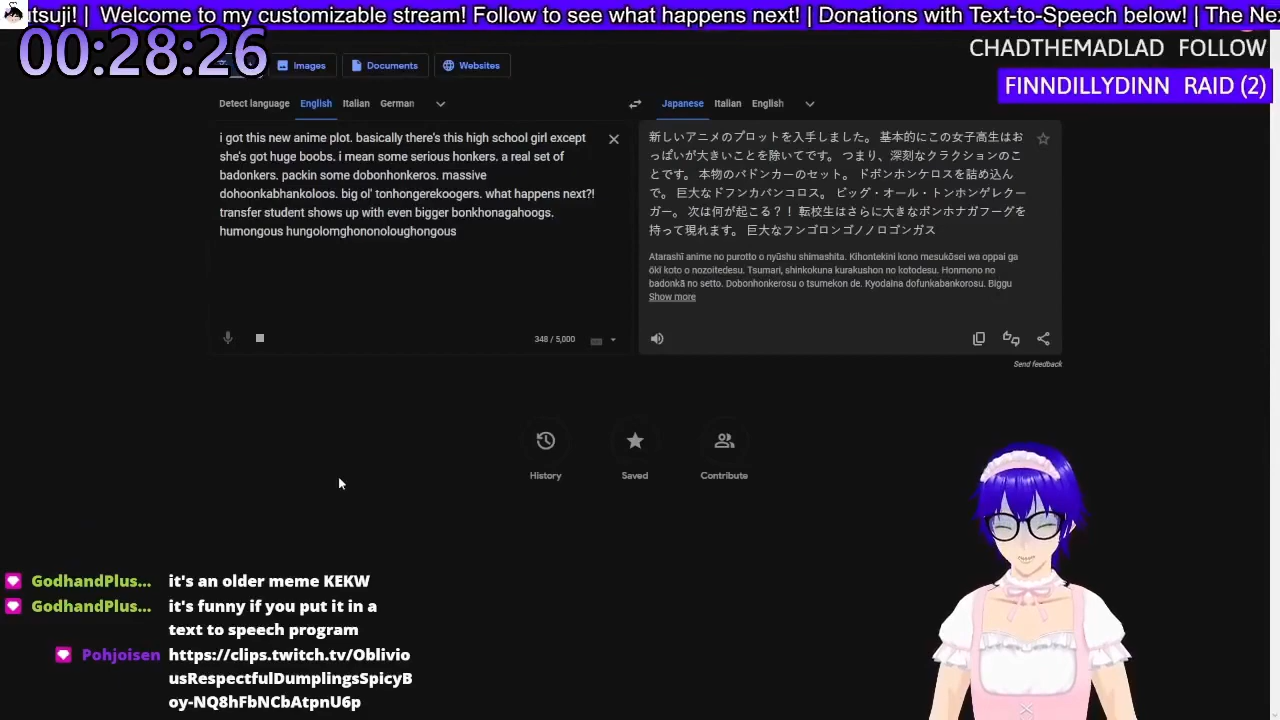 utsuji! | Welcome to my customizable stream! Follow to see what happens next! | Donations with Text-to-Speech below! | The Nex
00:28:26
CHADTHEMADLAD FOLLOW
FINNDILLYDINN RAID (2)
Images
Documents
Websites
Detect language English Italian German
Japanese Italian English
i got this new anime plot. basically there's this high school girl except
she's got huge boobs. i mean some serious honkers. a real set of
badonkers. packin some dobonhonkeros. massive
dohoonkabhankoloos. big ol' tonhongerekoogers. what happens next?!
transfer student shows up with even bigger bonkhonagahoogs.
humongous hungolomghononoloughongous
348 / 5,000
新しいアニメのプロットを入手しました。 基本的にこの女子高生はお
っぱいが大きいことを除いてです。 つまり、深刻なクラクションのこ
とです。 本物のバドンカーのセット。 ドボンホンケロスを詰め込ん
で。 巨大なドフンカバンコロス。 ビッグ・オール・トンホンゲレクー
ガー。 次は何が起こる？！ 転校生はさらに大きなボンホナガフーグを
持って現れます。 巨大なフンゴロンゴノノロゴンガス
Atarashī anime no purotto o nyūshu shimashita. Kihontekini kono mesukōsei wa oppai ga
ōkī koto o nozoitedesu. Tsumari, shinkokuna kurakushon no kotodesu. Honmono no
badonkā no setto. Dobonhonkerosu o tsumekon de. Kyodaina dofunkabankorosu. Biggu
Show more
Send feedback
History
Saved
Contribute
GodhandPlus... it's an older meme KEKW
GodhandPlus... it's funny if you put it in a
text to speech program
Pohjoisen https://clips.twitch.tv/Oblivio
usRespectfulDumplingsSpicyB
oy-NQ8hFbNCbAtpnU6p